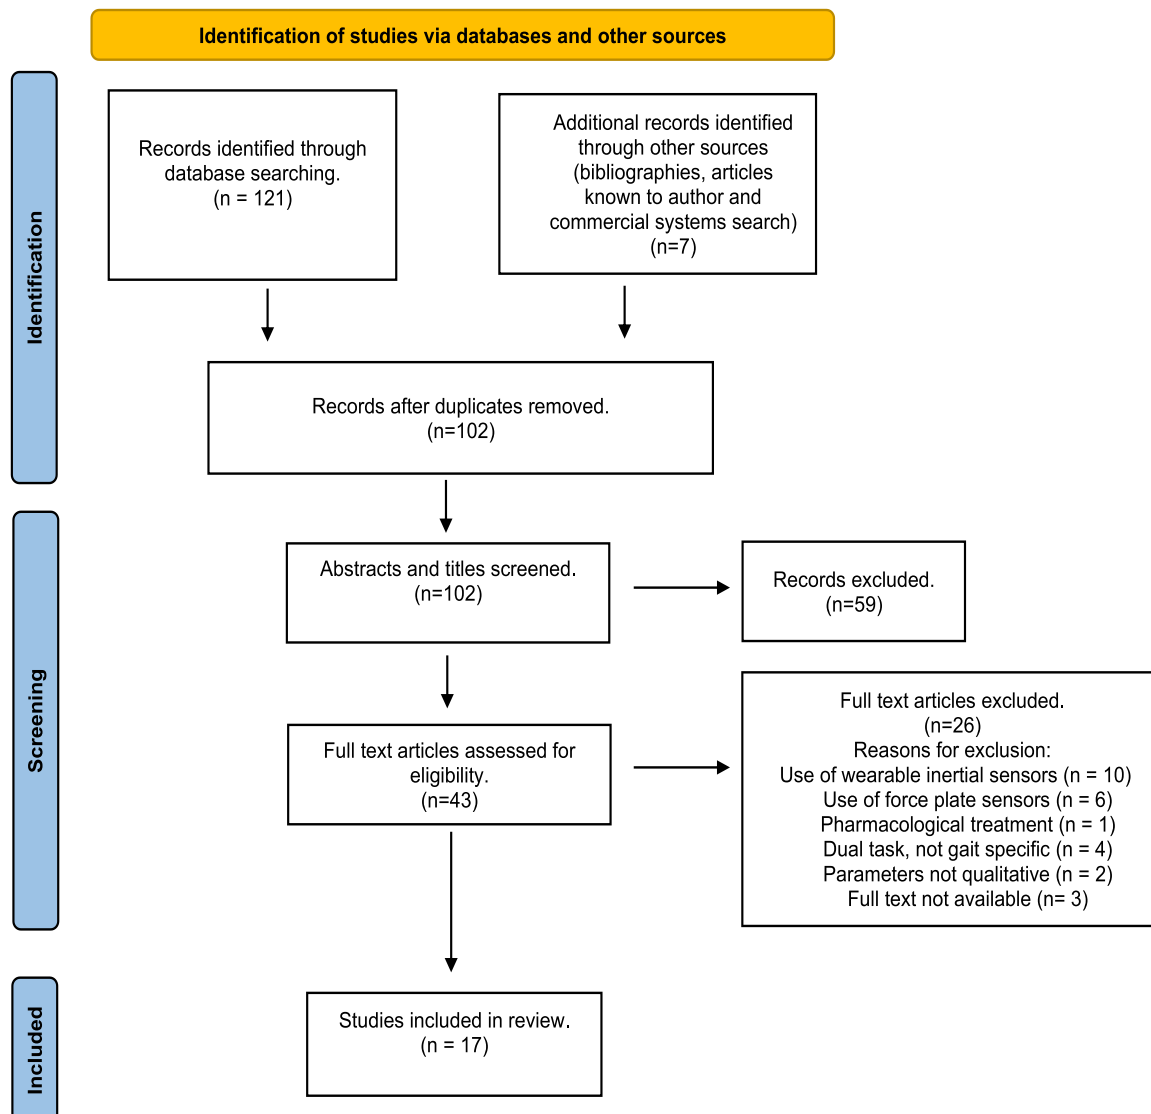 Identification of studies via databases and other sources
Identification
Records identified through
database searching.
(n = 121)
Additional records identified
through other sources
(bibliographies, articles
known to author and
commercial systems search)
(n=7)
Records after duplicates removed.
(n=102)
Screening
Abstracts and titles screened.
(n=102)
Records excluded.
(n=59)
Full text articles assessed for
eligibility.
(n=43)
Full text articles excluded.
(n=26)
Reasons for exclusion:
Use of wearable inertial sensors (n = 10)
Use of force plate sensors (n = 6)
Pharmacological treatment (n = 1)
Dual task, not gait specific (n = 4)
Parameters not qualitative (n = 2)
Full text not available (n= 3)
Included
Studies included in review.
(n = 17)